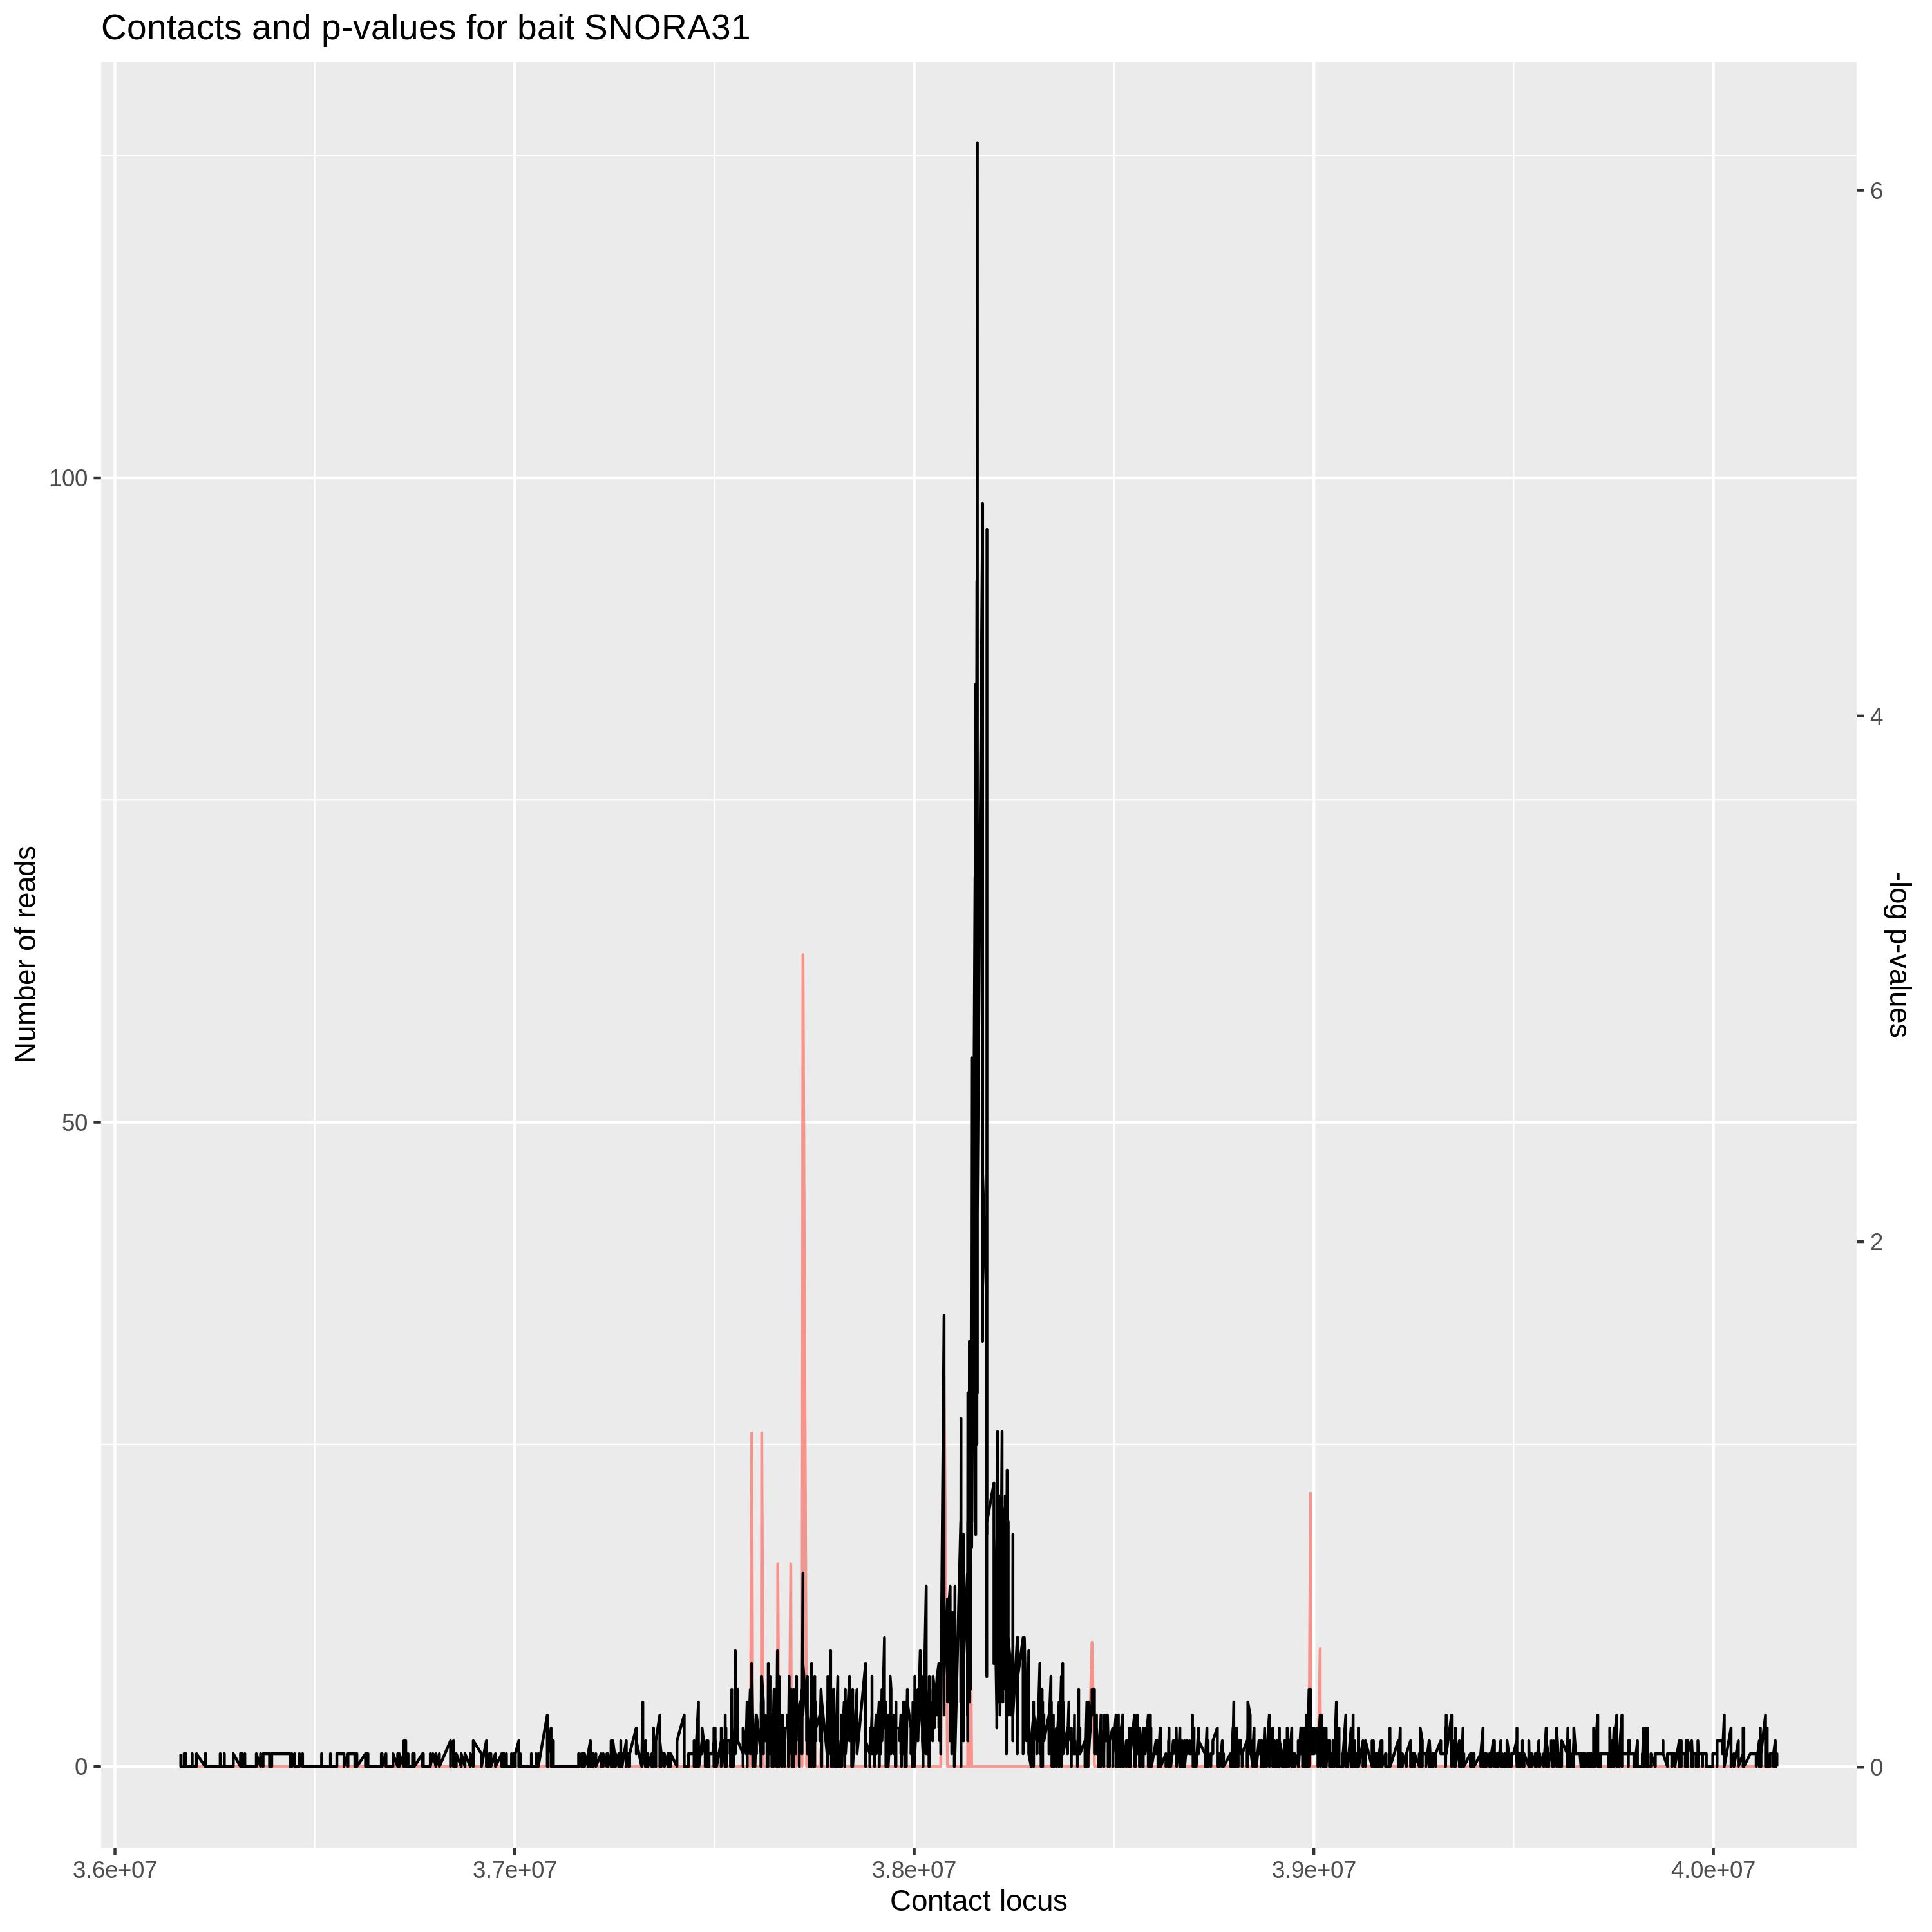 Contacts and p-values for bait SNORA31
100
50
0
6
4
2
0
Number of reads
-log p-values
3.6e+07
3.7e+07
3.8e+07
3.9e+07
4.0e+07
Contact locus